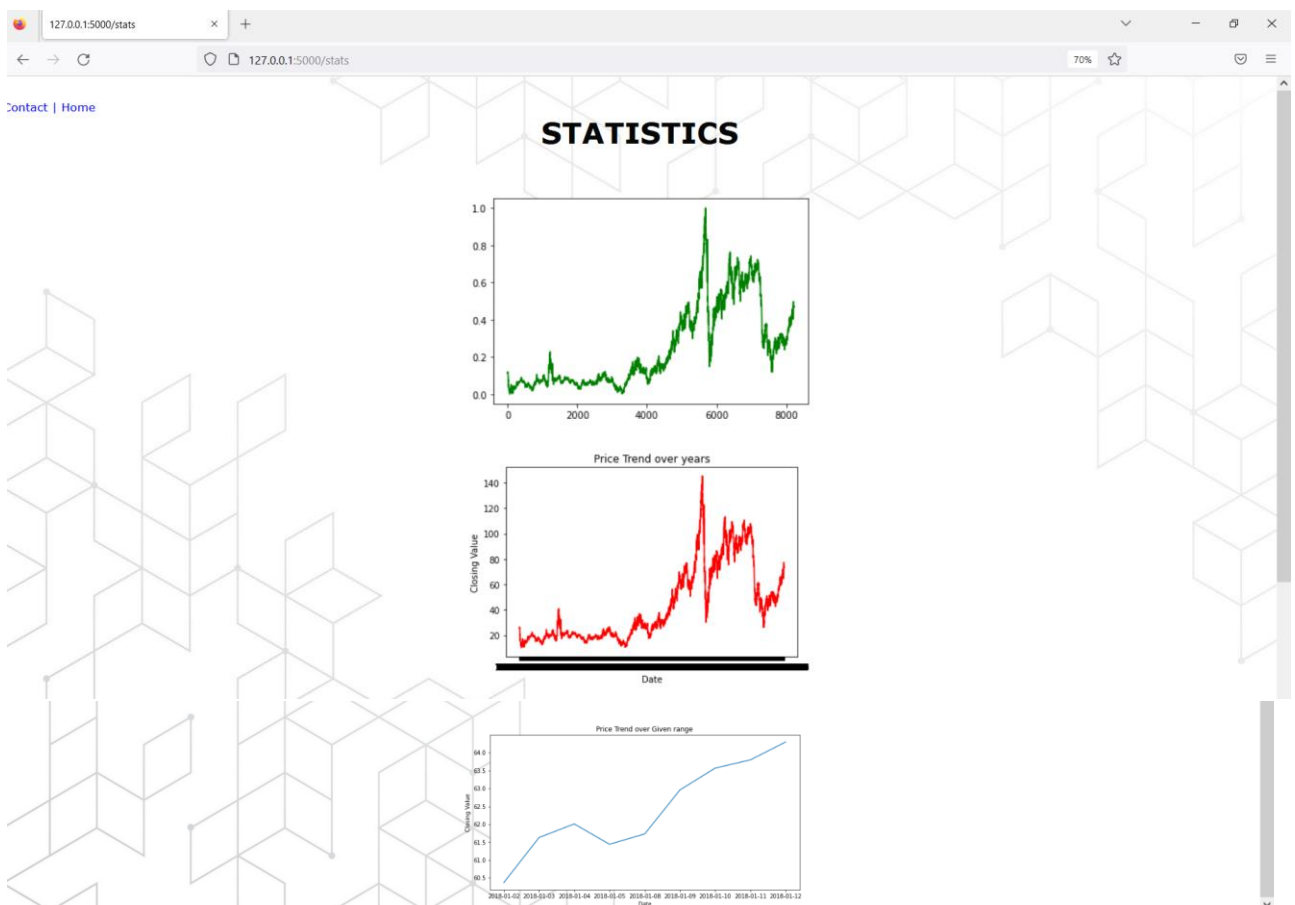 127.0.0.1:5000/stats
127.0.0.1:5000/stats
70%
Contact | Home
STATISTICS
1.0
0.8
0.6
0.4
0.2
0.0
0 2000 4000 6000 8000
Price Trend over years
140
120
100
80
60
40
20
Closing Value
Date
Price Trend over Given range
64.0
63.5
63.0
62.5
62.0
61.5
61.0
60.5
Closing Value
2018-01-02 2018-01-03 2018-01-04 2018-01-05 2018-01-08 2018-01-09 2018-01-10 2018-01-11 2018-01-12
Date